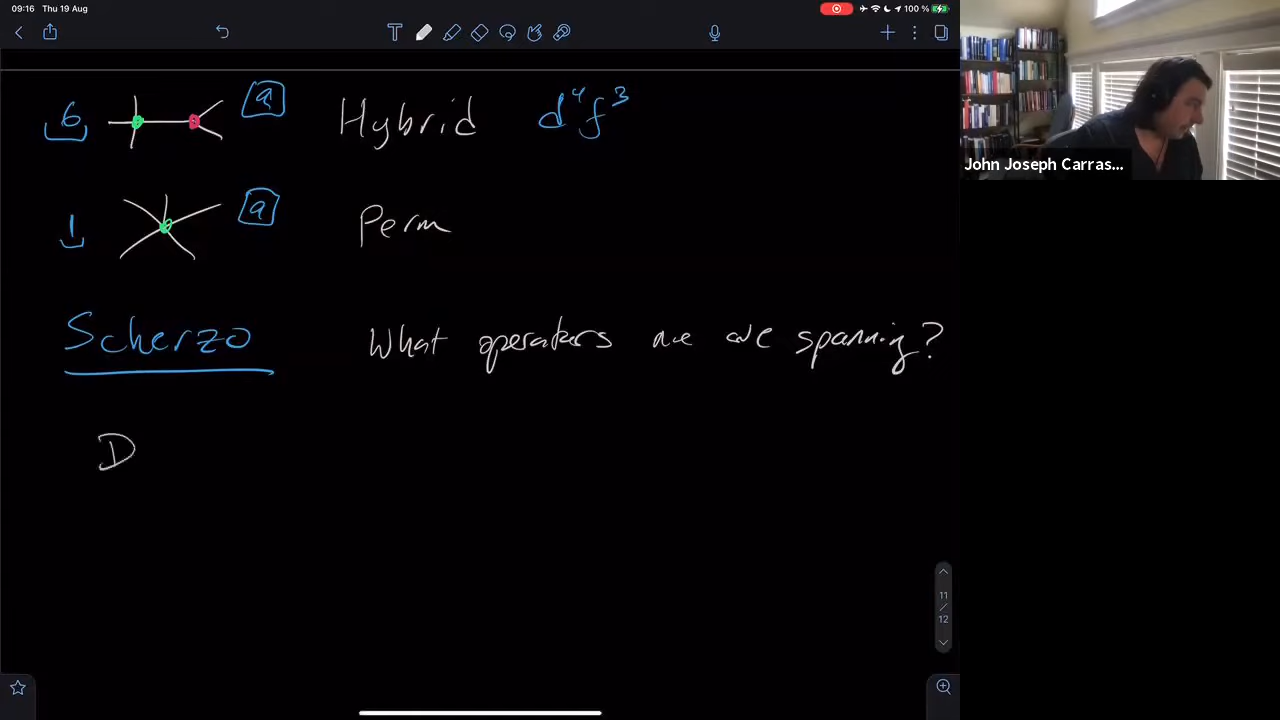 09:16 Thu 19 Aug
100 %
T
6 a Hybrid d⁴f³
1 a Perm
Scherzo What operators are we spanning?
D
11
/
12
John Joseph Carras...